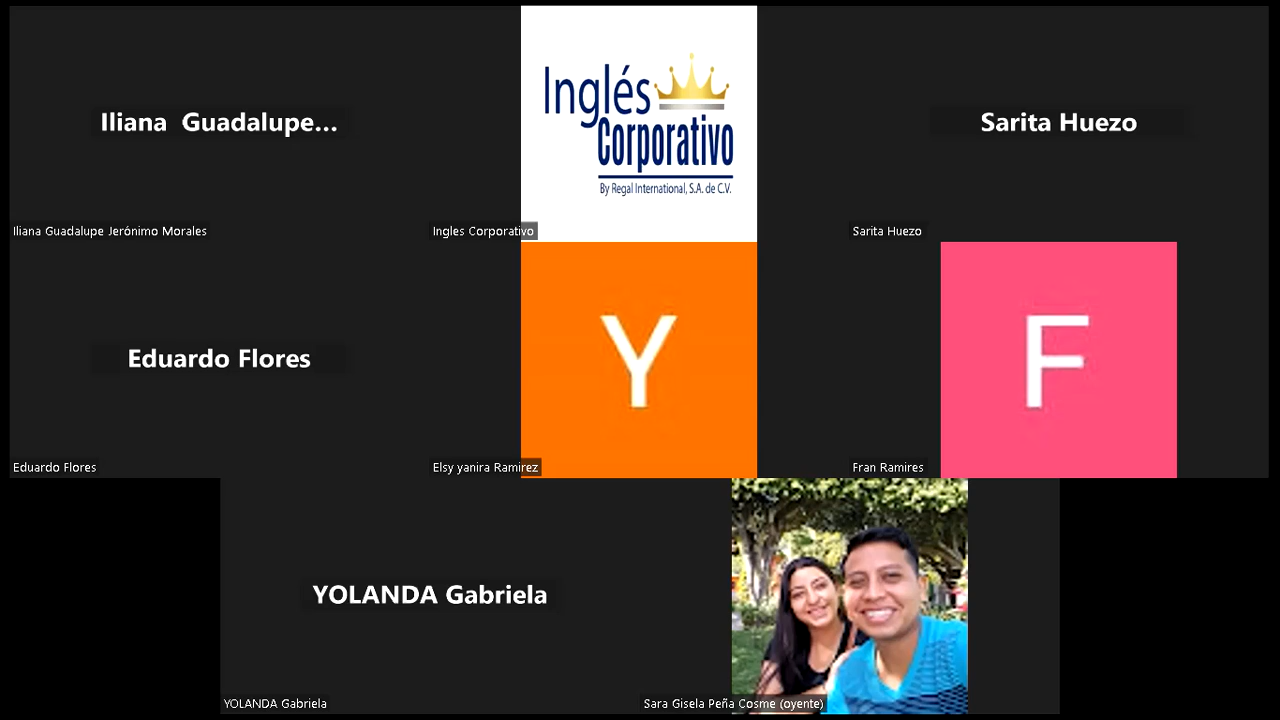 Iliana  Guadalupe...
Inglés
Corporativo
By Regal International, S.A. de C.V.
Sarita Huezo
Iliana Guadalupe Jerónimo Morales
Ingles Corporativo
Sarita Huezo
Eduardo Flores
Y
F
Eduardo Flores
Elsy yanira Ramirez
Fran Ramires
YOLANDA Gabriela
YOLANDA Gabriela
Sara Gisela Peña Cosme (oyente)